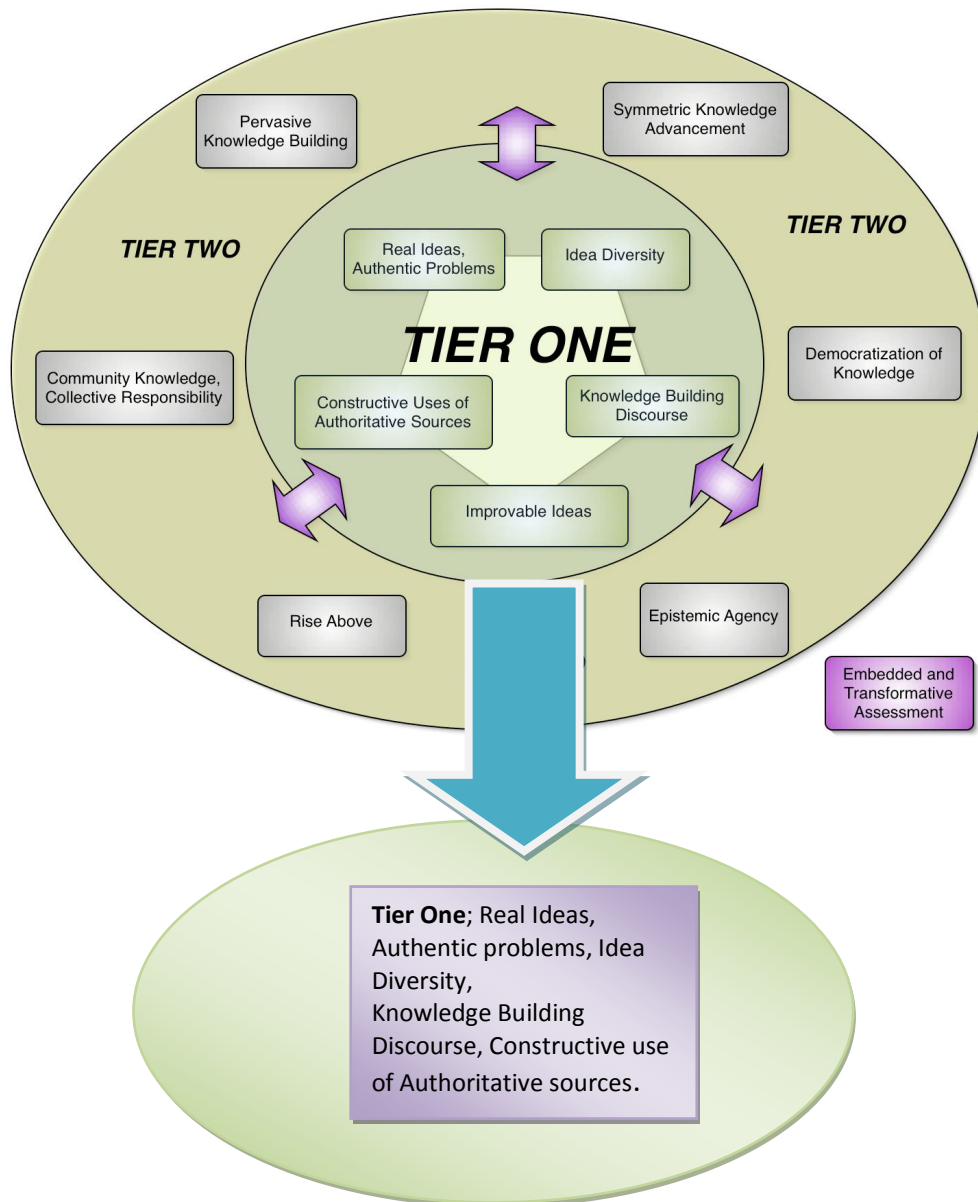 Pervasive
Knowledge Building
Symmetric Knowledge
Advancement
TIER TWO
TIER TWO
Real Ideas,
Authentic Problems
Idea Diversity
TIER ONE
Community Knowledge,
Collective Responsibility
Democratization of
Knowledge
Constructive Uses of
Authoritative Sources
Knowledge Building
Discourse
Improvable Ideas
Rise Above
Epistemic Agency
Embedded and
Transformative
Assessment
Tier One; Real Ideas,
Authentic problems, Idea
Diversity,
Knowledge Building
Discourse, Constructive use
of Authoritative sources.